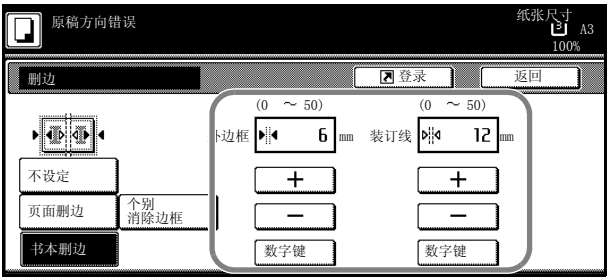 原稿方向错误
纸张尺寸
3 A3
100%
删边
登录
返回
(0 ～ 50)
(0 ～ 50)
外边框 6 mm
装订线 12 mm
不设定
+
+
页面删边
个别
消除边框
－
－
书本删边
数字键
数字键